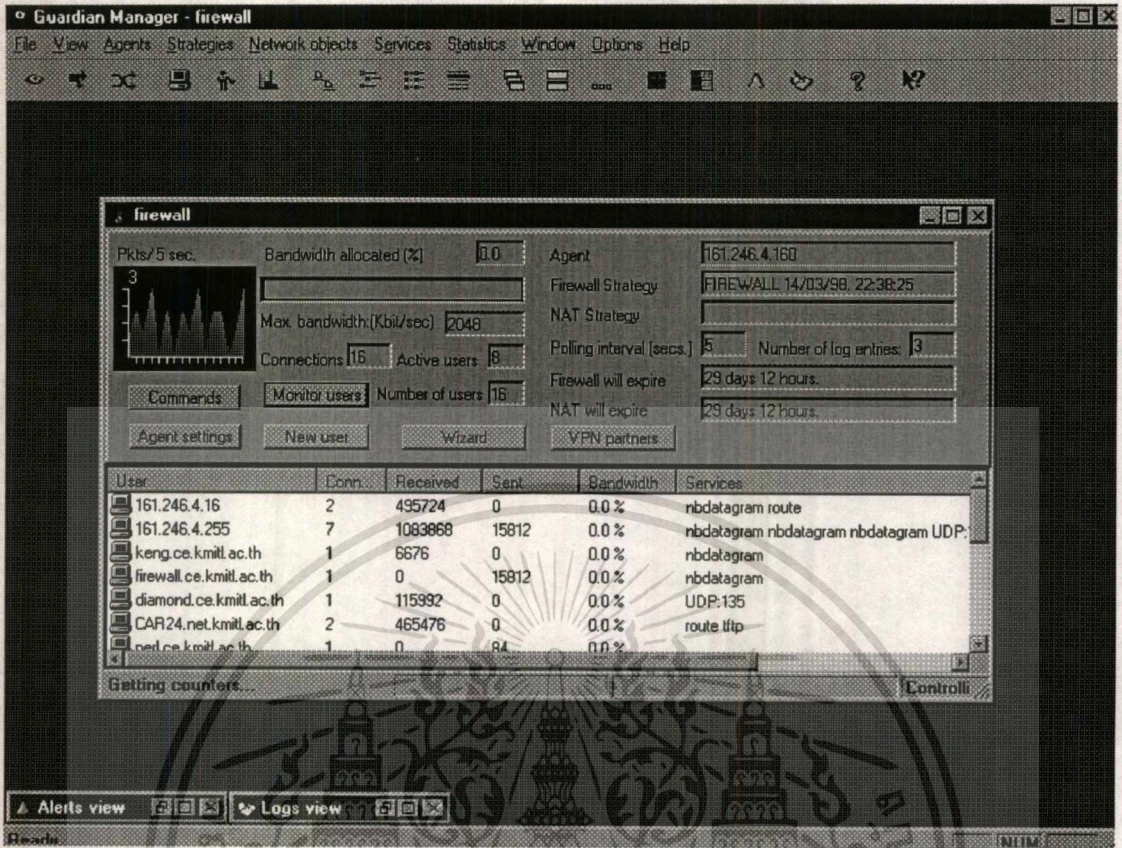 Guardian Manager - firewall
File View Agents Strategies Network objects Services Statistics Window Options Help
firewall
Pkts/ 5 sec.
3
Bandwidth allocated (%) 0.0
Max. bandwidth:(Kbit/sec) 2048
Connections 16 Active users 8
Commands Monitor users Number of users 16
Agent settings New user Wizard VPN partners
Agent 161.246.4.160
Firewall Strategy FIREWALL 14/03/98, 22:38:25
NAT Strategy
Polling interval (secs.) 5 Number of log entries: 3
Firewall will expire 29 days 12 hours.
NAT will expire 29 days 12 hours.
User Conn... Received Sent Bandwidth Services
161.246.4.16 2 495724 0 0.0 % nbdatagram route
161.246.4.255 7 1083868 15812 0.0 % nbdatagram nbdatagram nbdatagram UDP:
keng.ce.kmitl.ac.th 1 6676 0 0.0 % nbdatagram
firewall.ce.kmitl.ac.th 1 0 15812 0.0 % nbdatagram
diamond.ce.kmitl.ac.th 1 115992 0 0.0 % UDP:135
CAR24.net.kmitl.ac.th 2 465476 0 0.0 % route tftp
1 0 84 0.0 %
Getting counters... Controlli
Alerts view Logs view
Ready NUM